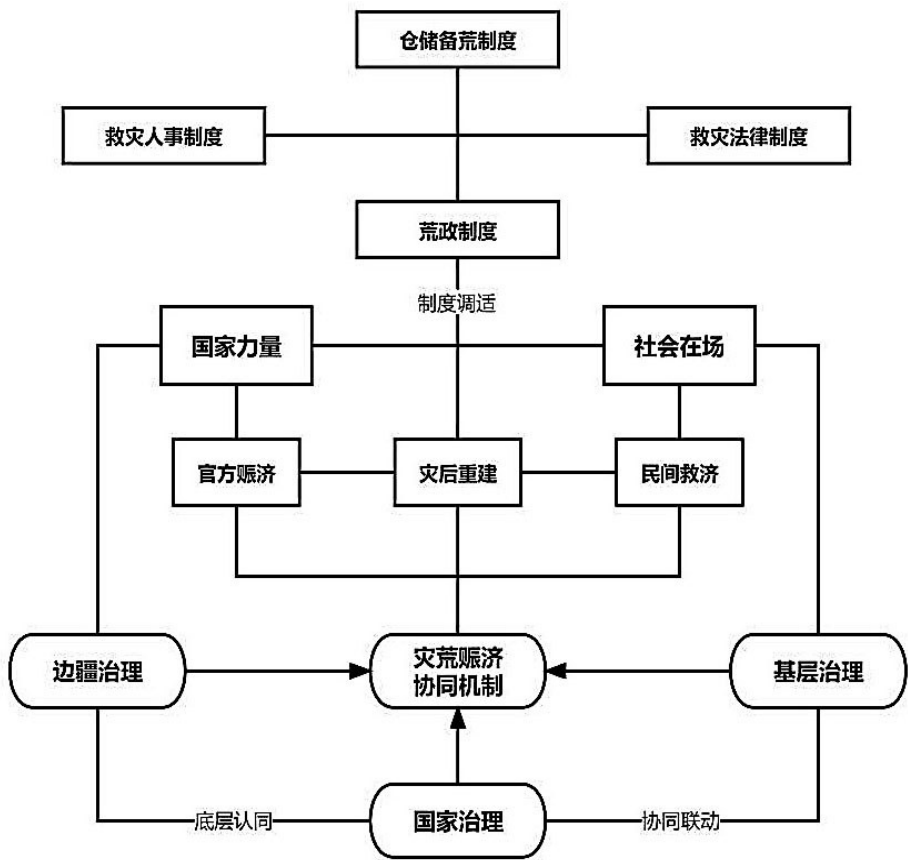 仓储备荒制度
救灾人事制度
救灾法律制度
荒政制度
制度调适
国家力量
社会在场
官方赈济
灾后重建
民间救济
边疆治理
灾荒赈济
协同机制
基层治理
底层认同
国家治理
协同联动